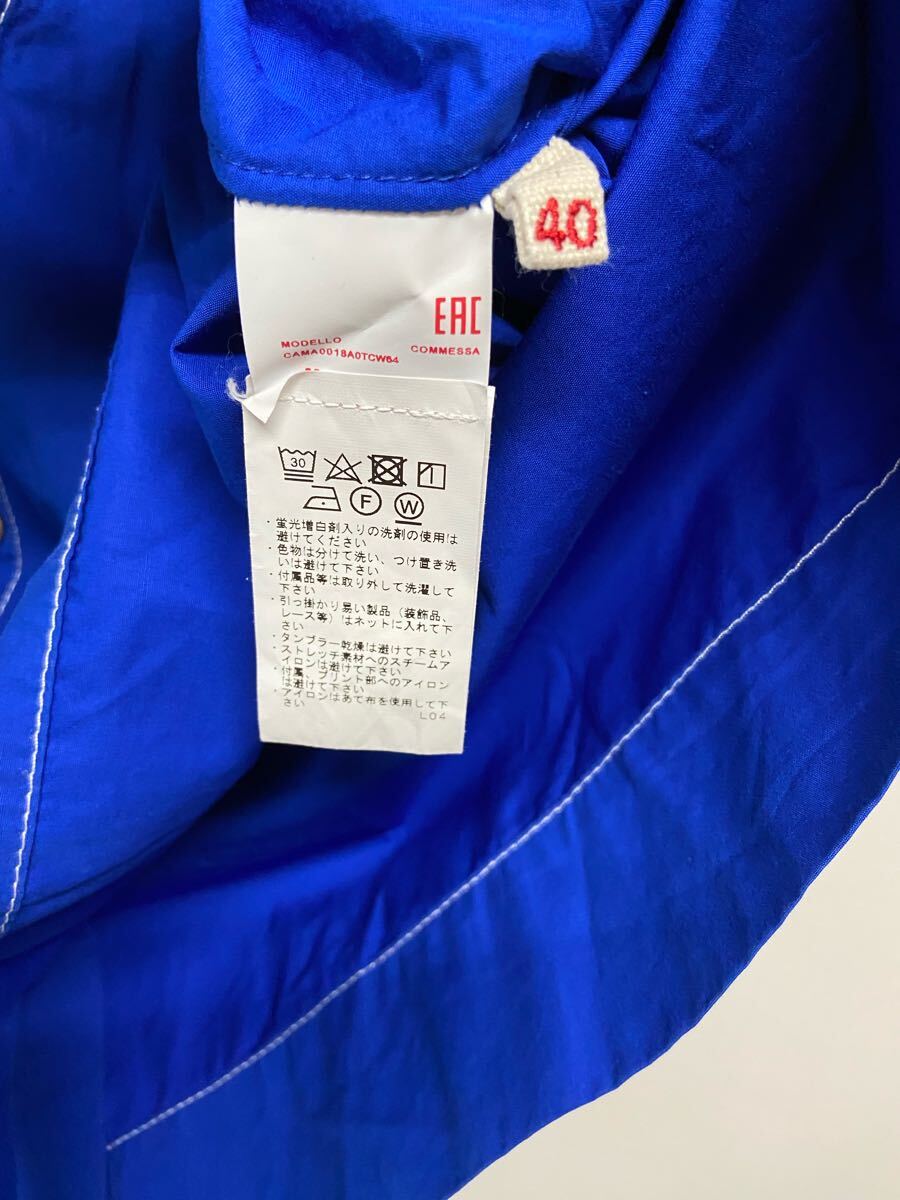 40
EAC
MODELLO
CAMA0018A0TCW64 COMMESSA
30
F W
・蛍光増白剤入りの洗剤の使用は
避けてください
・色物は分けて洗い、つけ置き洗
いは避けて下さい
・付属品等は取り外して洗濯して
下さい
・引っ掛かり易い製品（装飾品、
レース等）はネットに入れて下
さい
・タンブラー乾燥は避けて下さい
・ストレッチ素材へのスチームア
イロンは避けて下さい
・付属、プリント部へのアイロン
は避けて下さい
・アイロンはあて布を使用して下
さい
L04